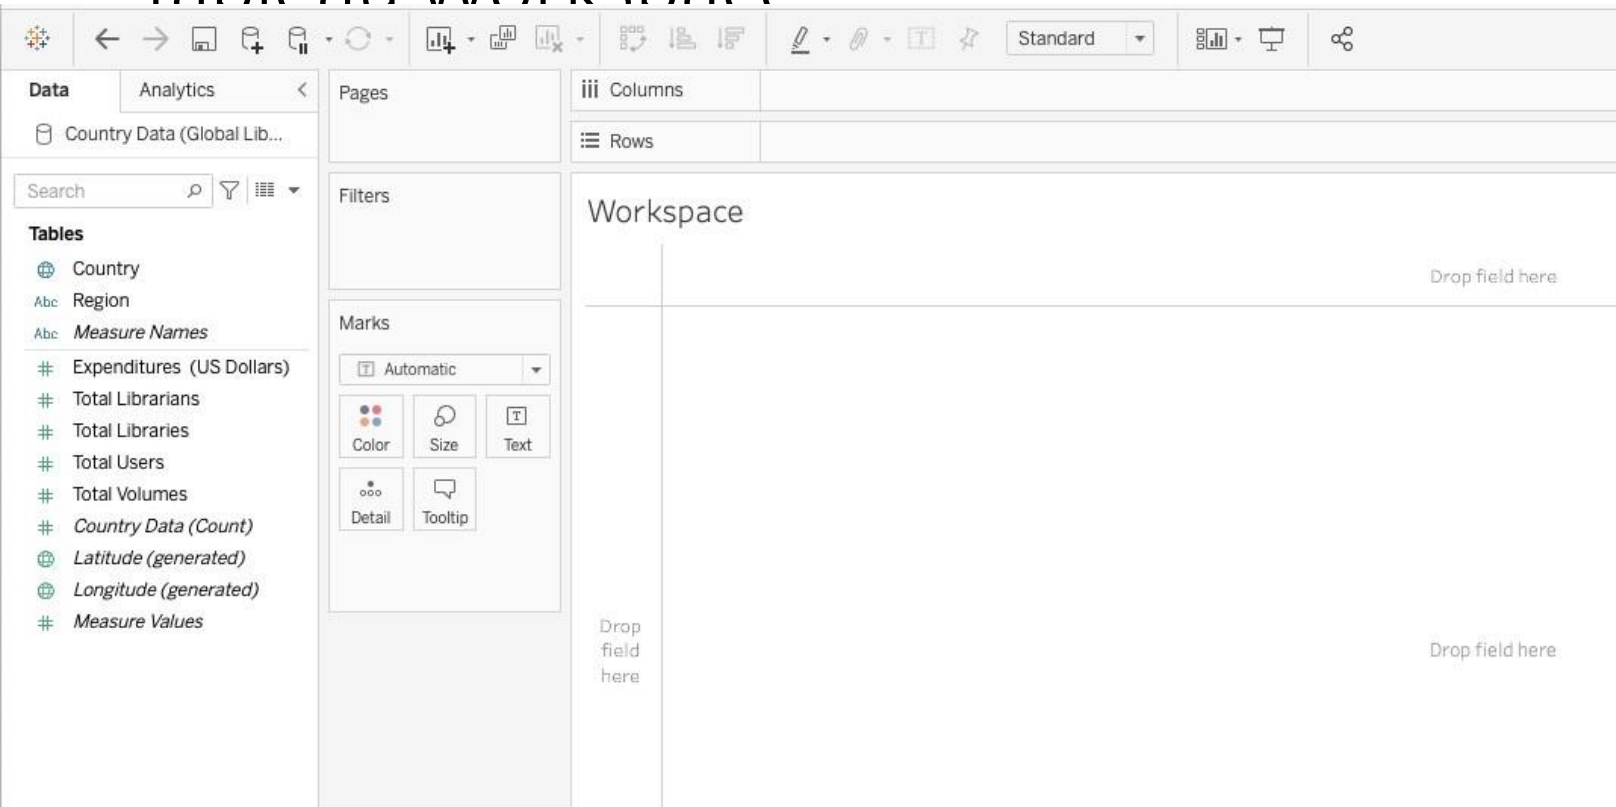 Standard
Data
Analytics
Country Data (Global Lib...
Search
Tables
Country
Abc Region
Abc Measure Names
Expenditures (US Dollars)
Total Librarians
Total Libraries
Total Users
Total Volumes
Country Data (Count)
Latitude (generated)
Longitude (generated)
Measure Values
Pages
Filters
Marks
T Automatic
Color
Size
T Text
Detail
Tooltip
iii Columns
Rows
Workspace
Drop field here
Drop
field
here
Drop field here